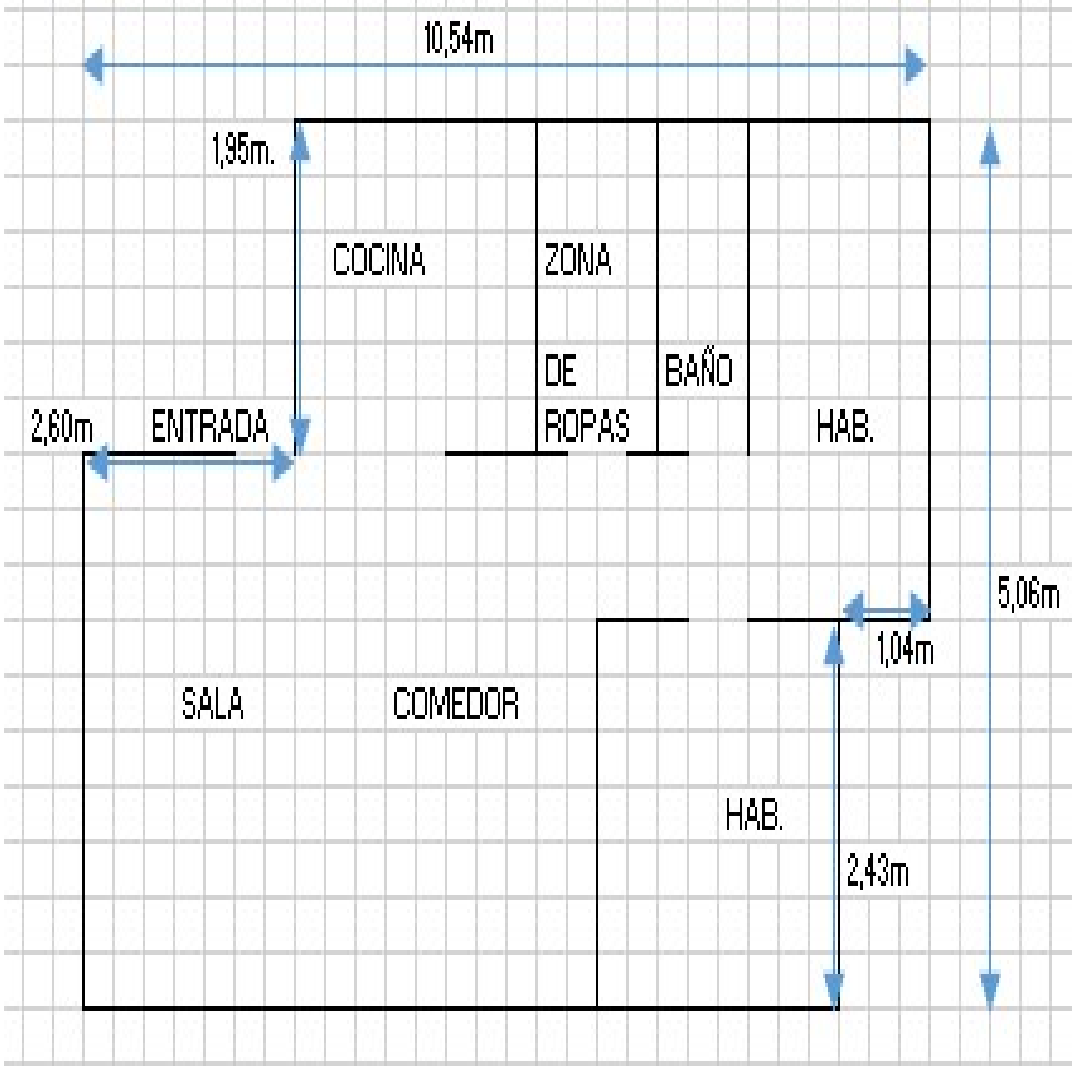 10,54m
1,95m.
COCINA
ZONA
DE
BAÑO
2,60m
ENTRADA
ROPAS
HAB.
5,06m
1,04m
SALA
COMEDOR
HAB.
2,43m